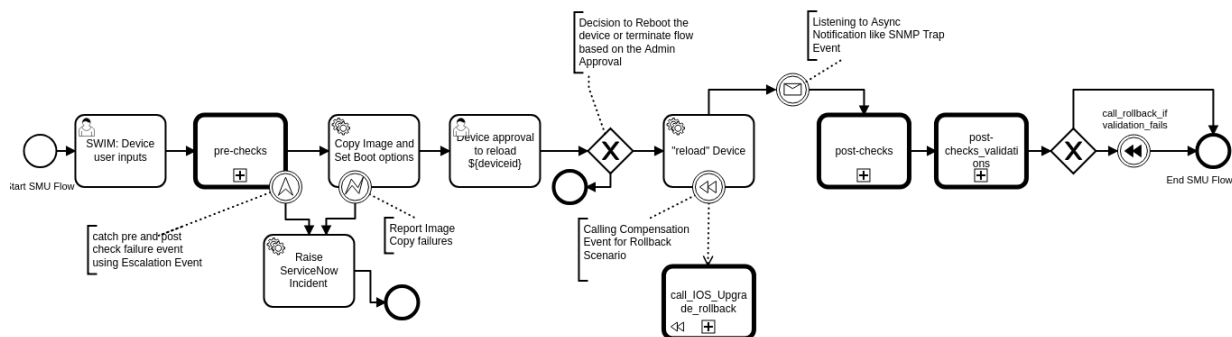 Decision to Reboot the
device or terminate flow
based on the Admin
Approval
Listening to Async
Notification like SNMP Trap
Event
Start SMU Flow
SWIM: Device
user inputs
pre-checks
Copy Image and
Set Boot options
Device approval
to reload
${deviceid}
"reload" Device
post-checks
post-
checks_validati
ons
call_rollback_if
validation_fails
End SMU Flow
catch pre and post
check failure event
using Escalation Event
Report Image
Copy failures
Raise
ServiceNow
Incident
Calling Compensation
Event for Rollback
Scenario
call_IOS_Upgra
de_rollback